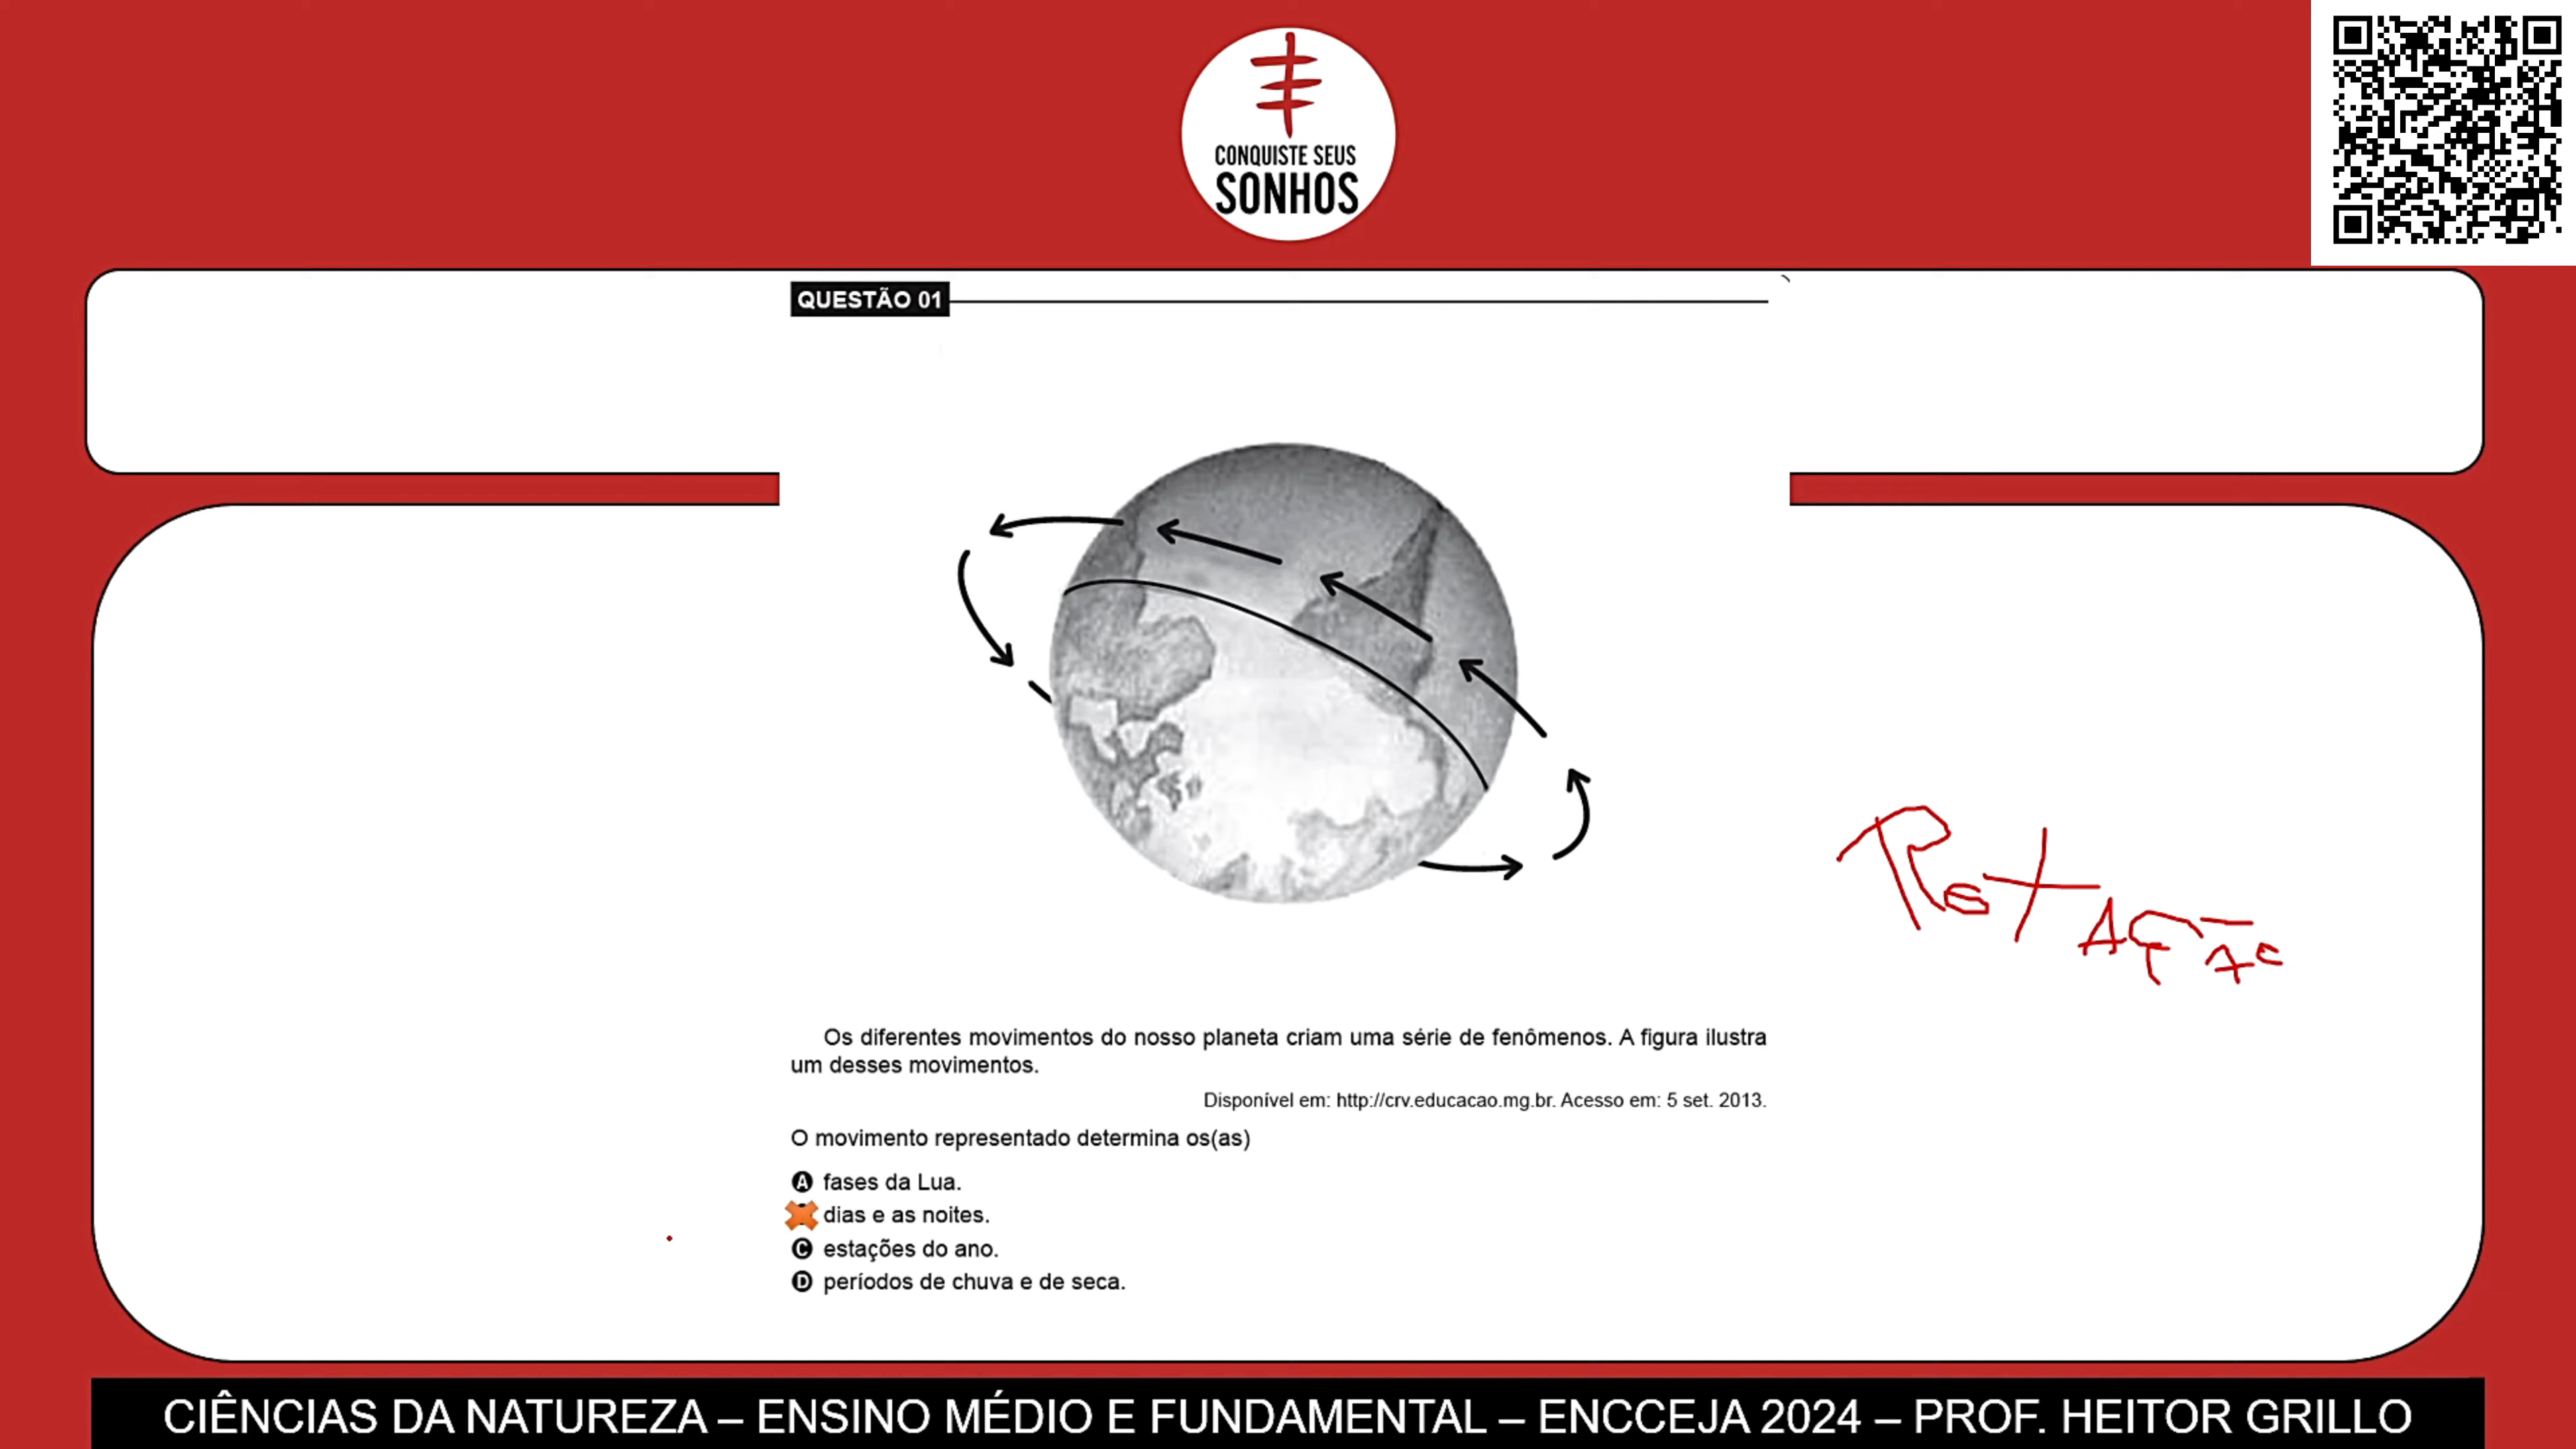 CONQUISTE SEUS
SONHOS
QUESTÃO 01
Rotação
Os diferentes movimentos do nosso planeta criam uma série de fenômenos. A figura ilustra
um desses movimentos.
Disponível em: http://crv.educacao.mg.br. Acesso em: 5 set. 2013.
O movimento representado determina os(as)
A fases da Lua.
dias e as noites.
C estações do ano.
D períodos de chuva e de seca.
CIÊNCIAS DA NATUREZA – ENSINO MÉDIO E FUNDAMENTAL – ENCCEJA 2024 – PROF. HEITOR GRILLO